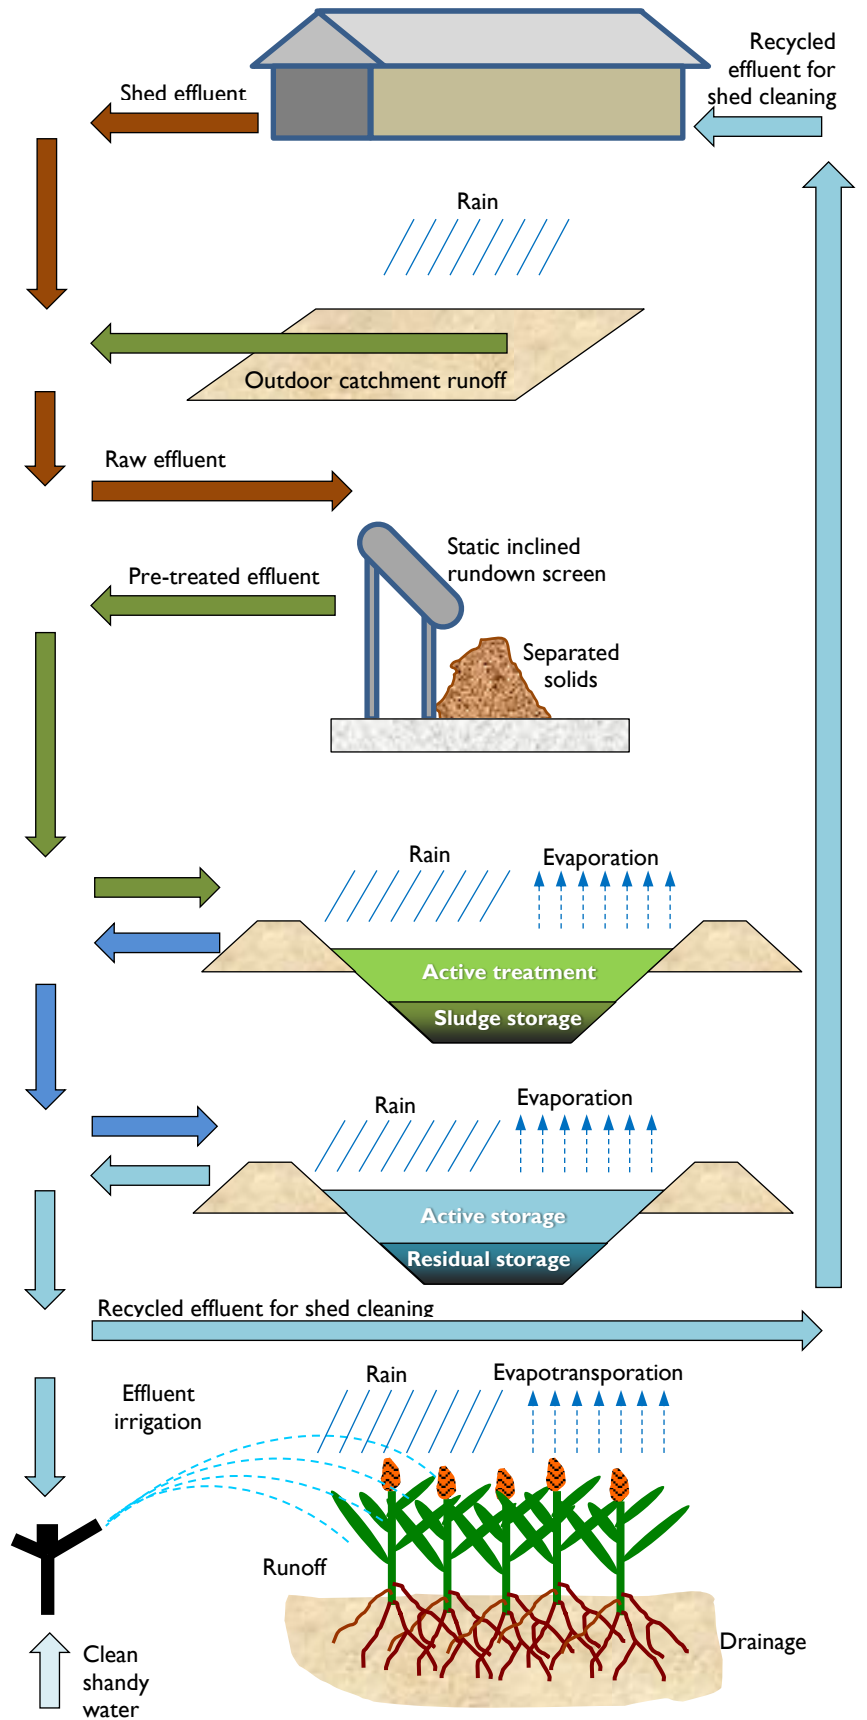 Recycled
effluent for
shed cleaning
Shed effluent
Rain
Outdoor catchment runoff
Raw effluent
Static inclined
rundown screen
Pre-treated effluent
Separated
solids
Rain
Evaporation
Active treatment
Sludge storage
Rain
Evaporation
Active storage
Residual storage
Recycled effluent for shed cleaning
Rain
Evapotransporation
Effluent
irrigation
Runoff
Drainage
Clean
shandy
water